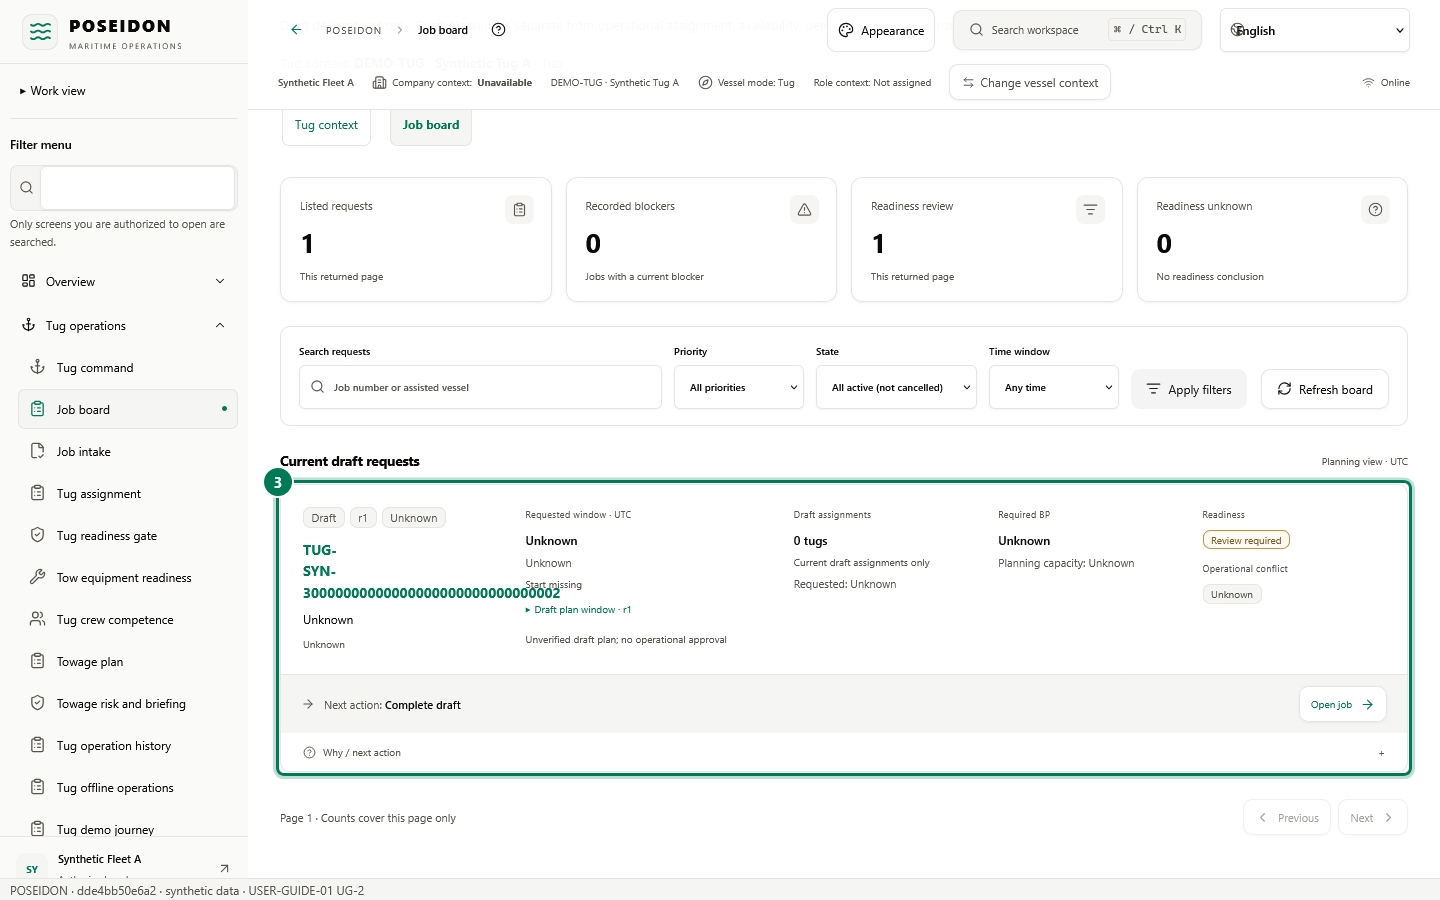 POSEIDON
MARITIME OPERATIONS
Work view
Filter menu
Only screens you are authorized to open are
searched.
Overview
Tug operations
Tug command
Job board
Job intake
Tug assignment
Tug readiness gate
Tow equipment readiness
Tug crew competence
Towage plan
Towage risk and briefing
Tug operation history
Tug offline operations
Tug demo journey
SY
Synthetic Fleet A
POSEIDON
Job board
Appearance
Search workspace
⌘ / Ctrl K
English
Synthetic Fleet A
Company context: Unavailable
DEMO-TUG · Synthetic Tug A
Vessel mode: Tug
Role context: Not assigned
Change vessel context
Online
Tug context
Job board
Listed requests
1
This returned page
Recorded blockers
0
Jobs with a current blocker
Readiness review
1
This returned page
Readiness unknown
0
No readiness conclusion
Search requests
Job number or assisted vessel
Priority
All priorities
State
All active (not cancelled)
Time window
Any time
Apply filters
Refresh board
Current draft requests
Planning view · UTC
3
Draft
r1
Unknown
TUG-
SYN-
30000000000000000000000000000002
Unknown
Unknown
Requested window · UTC
Unknown
Unknown
Start missing
Draft plan window · r1
Unverified draft plan; no operational approval
Draft assignments
0 tugs
Current draft assignments only
Requested: Unknown
Required BP
Unknown
Planning capacity: Unknown
Readiness
Review required
Operational conflict
Unknown
Next action: Complete draft
Open job
Why / next action
+
Page 1 · Counts cover this page only
Previous
Next
POSEIDON · dde4bb50e6a2 · synthetic data · USER-GUIDE-01 UG-2